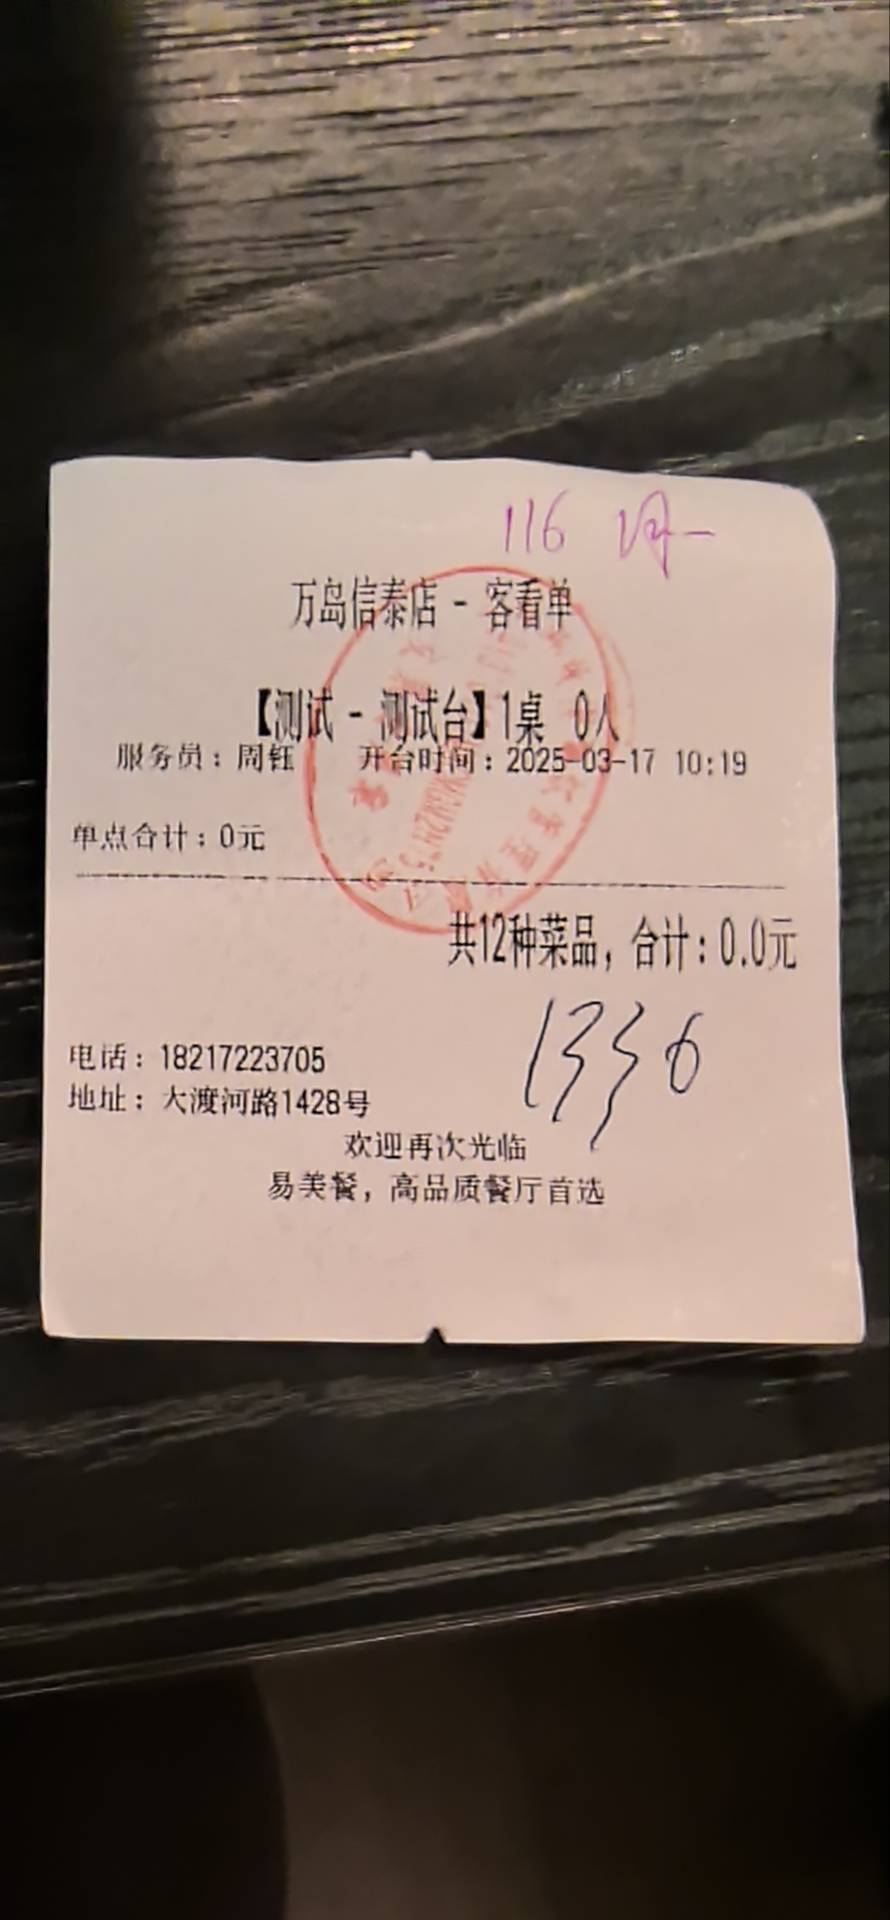 116
万岛信泰店 - 客看单
【测试 - 测试台】1桌 0人
服务员：周钰 开台时间：2025-03-17 10:19
单点合计：0元
共12种菜品，合计：0.0元
1336
电话：18217223705
地址：大渡河路1428号
欢迎再次光临
易美餐，高品质餐厅首选